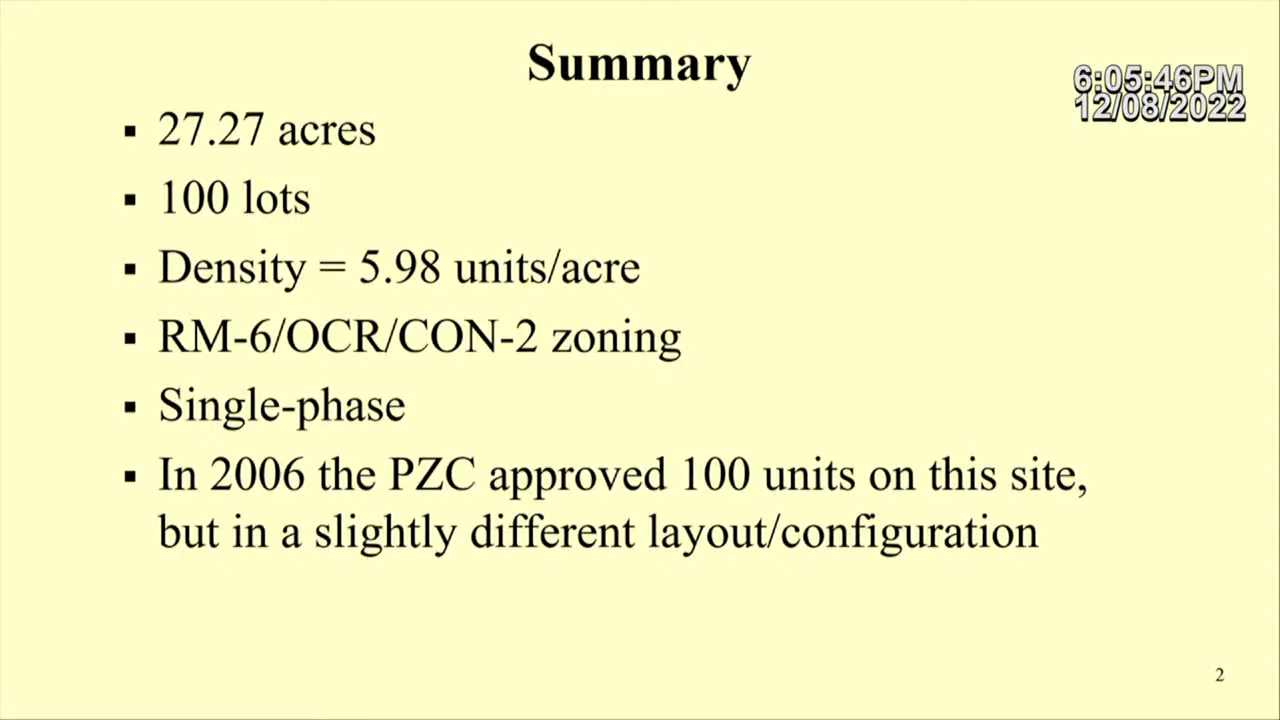 Summary
6:05:46PM
12/08/2022
▪ 27.27 acres
▪ 100 lots
▪ Density = 5.98 units/acre
▪ RM-6/OCR/CON-2 zoning
▪ Single-phase
▪ In 2006 the PZC approved 100 units on this site,
but in a slightly different layout/configuration
2